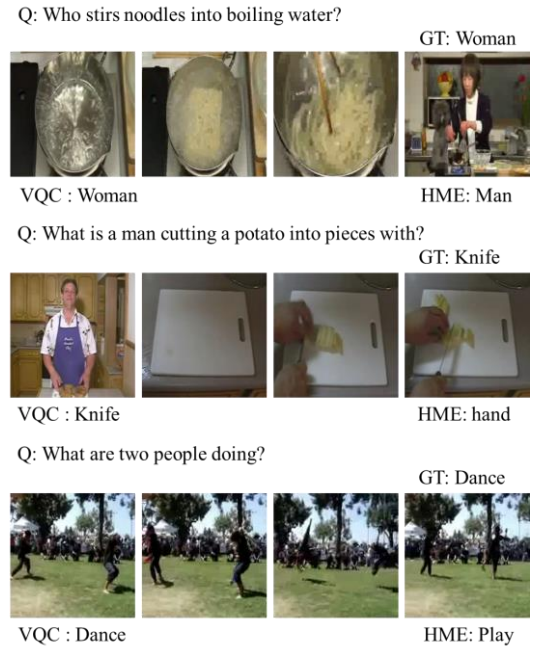 Q: Who stirs noodles into boiling water?
GT: Woman
VQC : Woman
HME: Man
Q: What is a man cutting a potato into pieces with?
GT: Knife
VQC : Knife
HME: hand
Q: What are two people doing?
GT: Dance
VQC : Dance
HME: Play